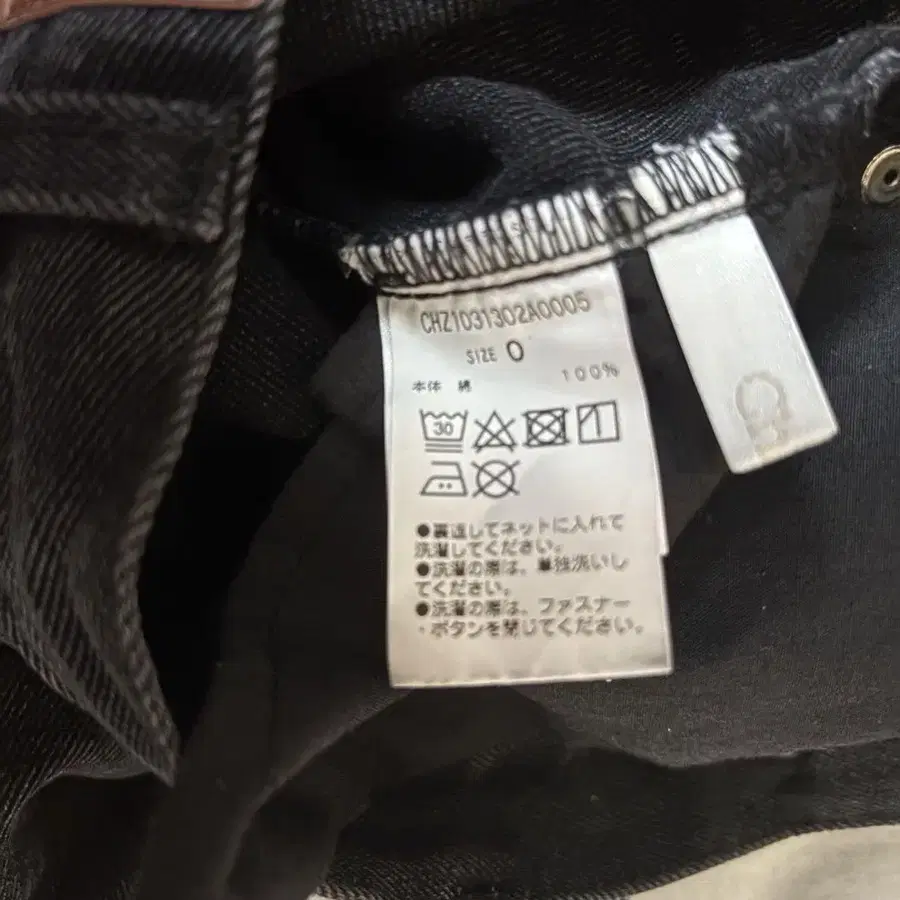 CHZ1031302A0005
SIZE 0
本体 綿 100%
30
●裏返してネットに入れて
洗濯してください。
●洗濯の際は、単独洗いし
てください。
●洗濯の際は、ファスナー
・ボタンを閉じてください。